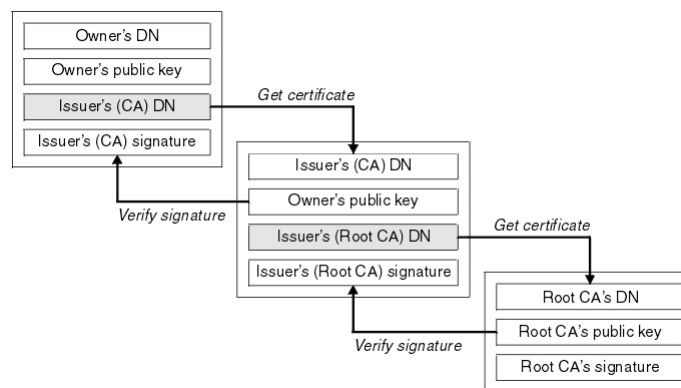 Owner's DN
Owner's public key
Issuer's (CA) DN
Get certificate
Issuer's (CA) signature
Issuer's (CA) DN
Owner's public key
Verify signature
Issuer's (Root CA) DN
Get certificate
Issuer's (Root CA) signature
Root CA's DN
Root CA's public key
Verify signature
Root CA's signature